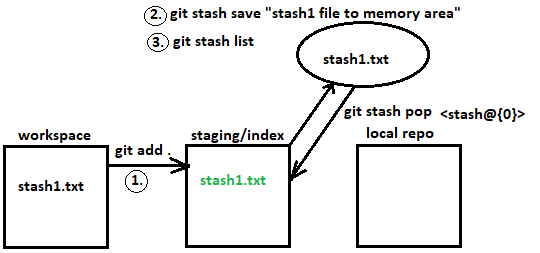 2. git stash save "stash1 file to memory area"
3. git stash list
stash1.txt
git stash pop <stash@{0}>
workspace
git add .
staging/index
local repo
1.
stash1.txt
stash1.txt